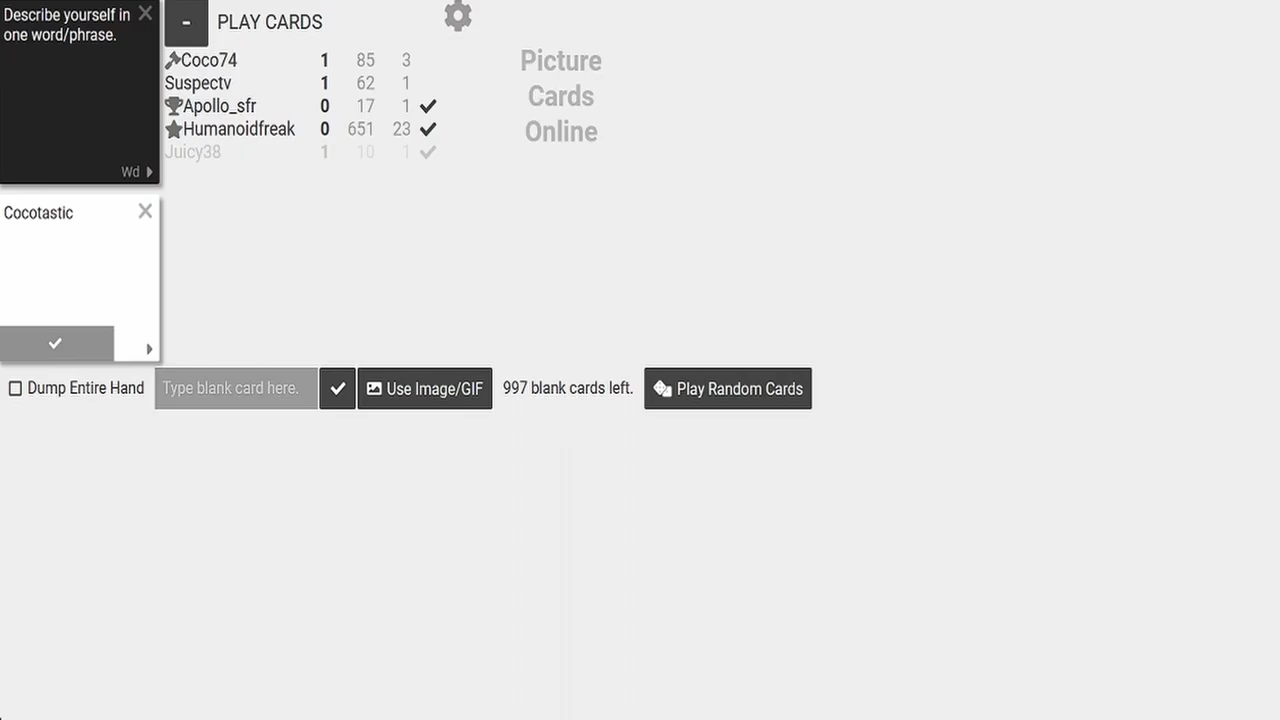 Describe yourself in
one word/phrase.
Wd
Cocotastic
- PLAY CARDS
Coco74 1 85 3
Suspectv 1 62 1
Apollo_sfr 0 17 1
Humanoidfreak 0 651 23
Juicy38 1 10 1
Picture
Cards
Online
Dump Entire Hand Type blank card here. Use Image/GIF 997 blank cards left. Play Random Cards